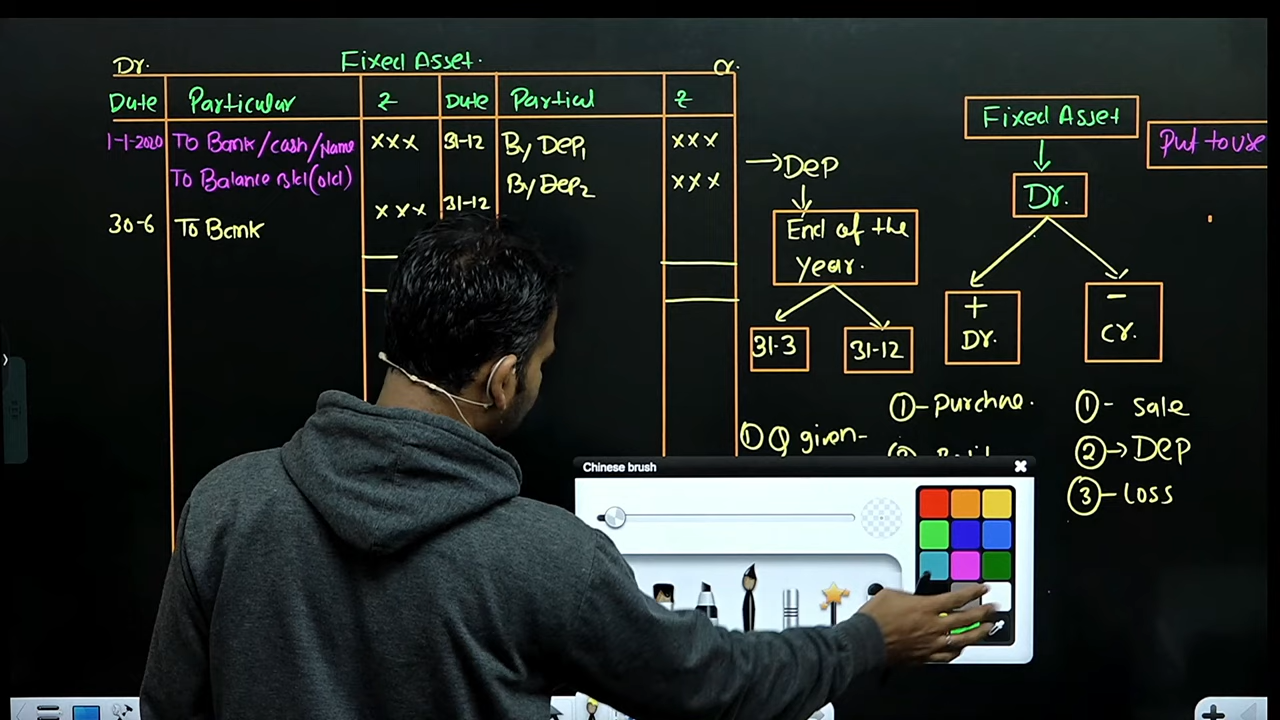 Dr. Fixed Asset. Cr.
Date Particular ₹ Date Partial ₹
1-1-2020 To Bank/cash/Name xxx 31-12 By Dep1 xxx
To Balance b/d (old) xxx 31-12 By Dep2 xxx
30-6 To Bank
→ Dep
End of the
year.
31-3 31-12
① Q given-
Fixed Asset
Put to use
Dr.
+
Dr.
-
Cr.
①- purchase.
①- sale
②→ Dep
③- loss
Chinese brush